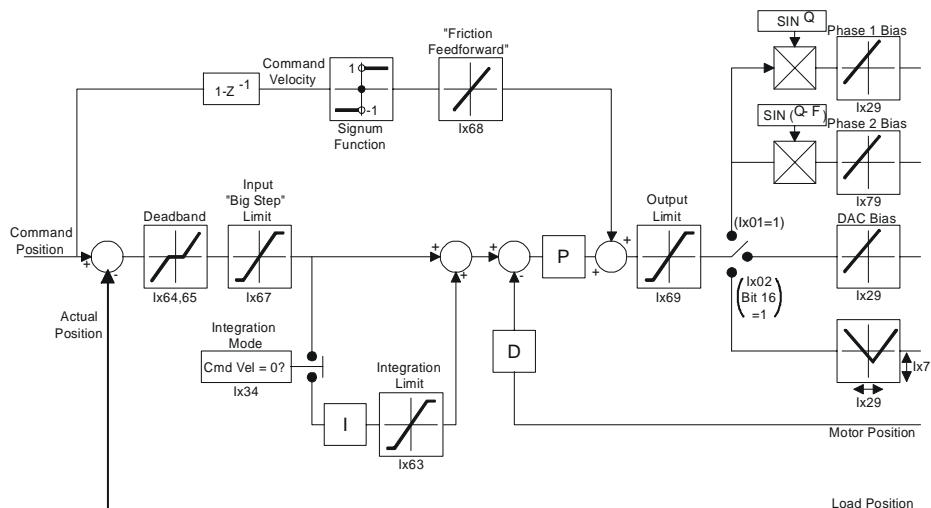 SIN Q
Phase 1 Bias
Ix29
"Friction
Feedforward"
Ix68
Command
Velocity
1-Z -1
1
-1
Signum
Function
SIN (Q- F)
Phase 2 Bias
Ix79
Input
"Big Step"
Limit
Ix67
Deadband
Ix64,65
Output
Limit
Ix69
(Ix01=1)
DAC Bias
Ix29
Command
Position
+
-
+
+
+
-
P
+
+
(Ix02
Bit 16
=1)
Actual
Position
Integration
Mode
Cmd Vel = 0?
Ix34
Integration
Limit
Ix63
I
D
Ix7
Ix29
Motor Position
Load Position